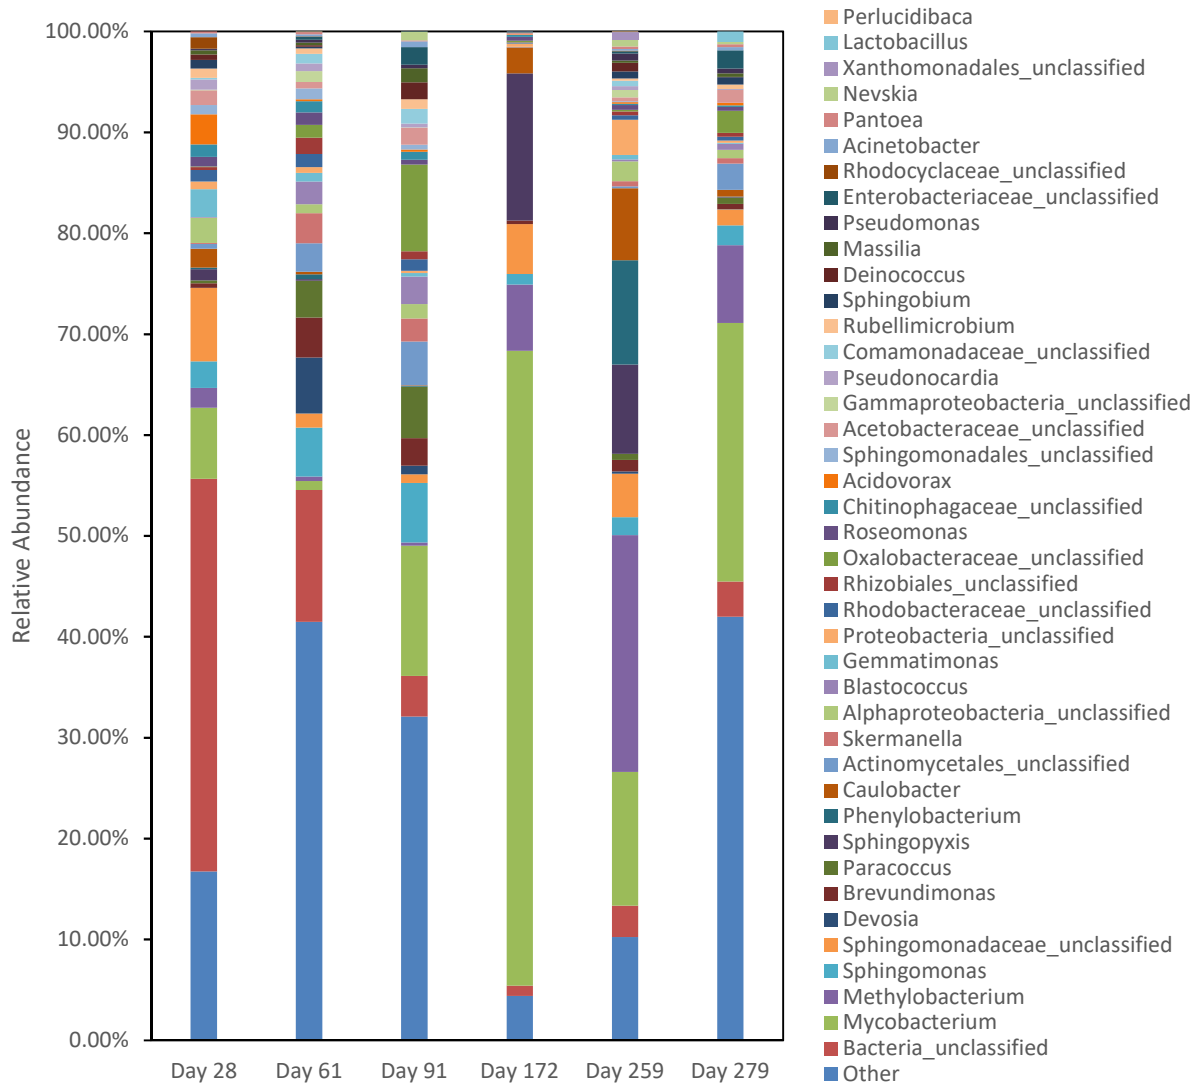 100.00%
90.00%
80.00%
70.00%
60.00%
50.00%
40.00%
30.00%
20.00%
10.00%
0.00%
Relative Abundance
Day 28
Day 61
Day 91
Day 172
Day 259
Day 279
Perlucidibaca
Lactobacillus
Xanthomonadales_unclassified
Nevskia
Pantoea
Acinetobacter
Rhodocyclaceae_unclassified
Enterobacteriaceae_unclassified
Pseudomonas
Massilia
Deinococcus
Sphingobium
Rubellimicrobium
Comamonadaceae_unclassified
Pseudonocardia
Gammaproteobacteria_unclassified
Acetobacteraceae_unclassified
Sphingomonadales_unclassified
Acidovorax
Chitinophagaceae_unclassified
Roseomonas
Oxalobacteraceae_unclassified
Rhizobiales_unclassified
Rhodobacteraceae_unclassified
Proteobacteria_unclassified
Gemmatimonas
Blastococcus
Alphaproteobacteria_unclassified
Skermanella
Actinomycetales_unclassified
Caulobacter
Phenylobacterium
Sphingopyxis
Paracoccus
Brevundimonas
Devosia
Sphingomonadaceae_unclassified
Sphingomonas
Methylobacterium
Mycobacterium
Bacteria_unclassified
Other